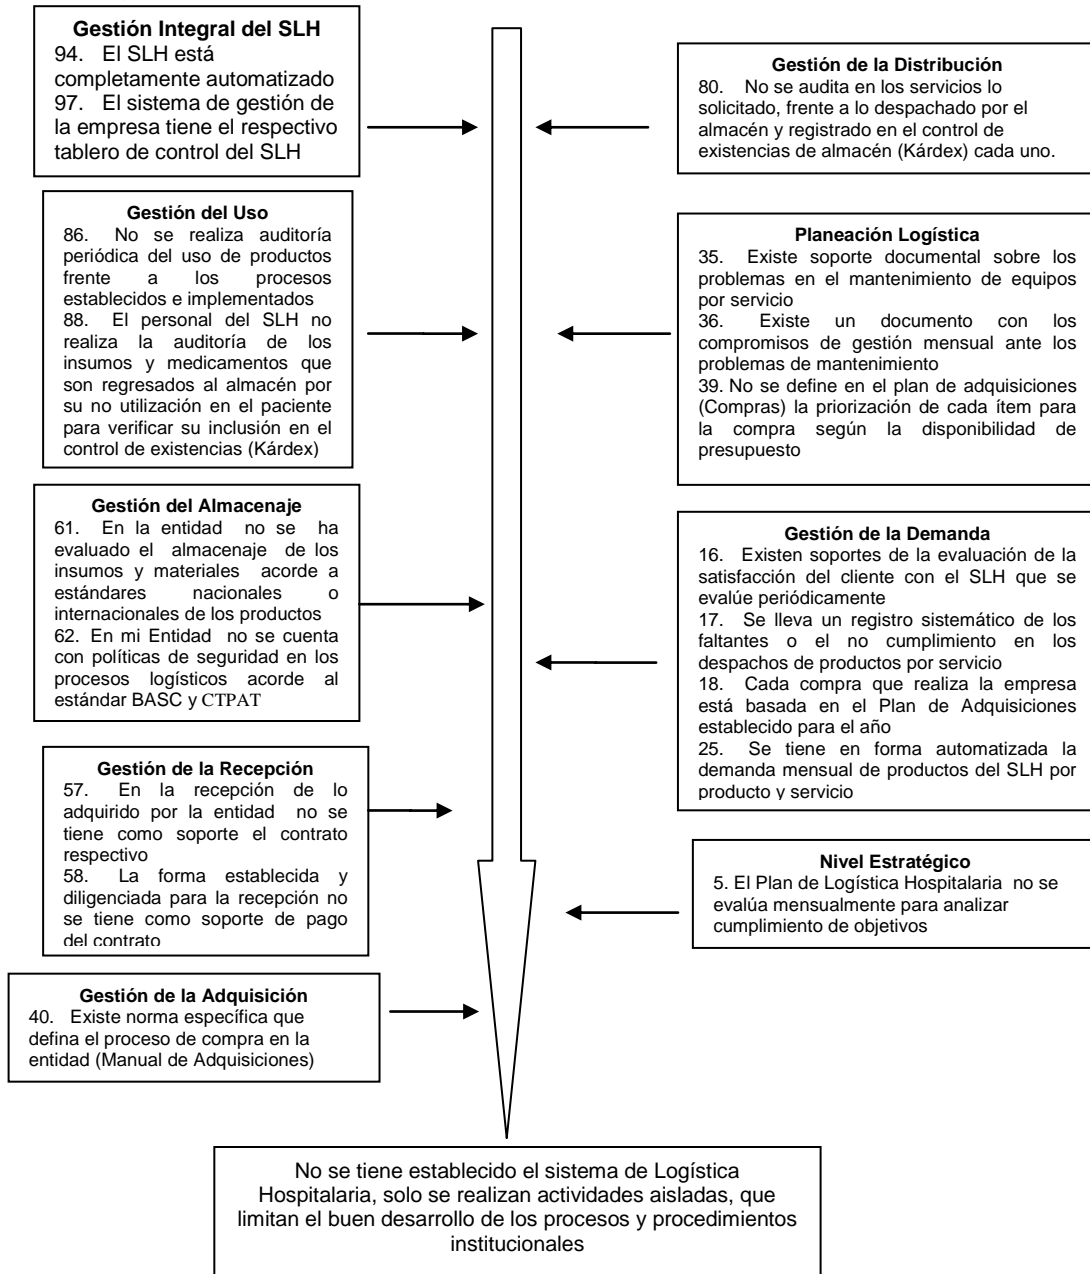 Gestión Integral del SLH
94. El SLH está
completamente automatizado
97. El sistema de gestión de
la empresa tiene el respectivo
tablero de control del SLH
Gestión de la Distribución
80. No se audita en los servicios lo
solicitado, frente a lo despachado por el
almacén y registrado en el control de
existencias de almacén (Kárdex) cada uno.
Gestión del Uso
86. No se realiza auditoría
periódica del uso de productos
frente a los procesos
establecidos e implementados
88. El personal del SLH no
realiza la auditoría de los
insumos y medicamentos que
son regresados al almacén por
su no utilización en el paciente
para verificar su inclusión en el
control de existencias (Kárdex)
Planeación Logística
35. Existe soporte documental sobre los
problemas en el mantenimiento de equipos
por servicio
36. Existe un documento con los
compromisos de gestión mensual ante los
problemas de mantenimiento
39. No se define en el plan de adquisiciones
(Compras) la priorización de cada ítem para
la compra según la disponibilidad de
presupuesto
Gestión del Almacenaje
61. En la entidad no se ha
evaluado el almacenaje de los
insumos y materiales acorde a
estándares nacionales o
internacionales de los productos
62. En mi Entidad no se cuenta
con políticas de seguridad en los
procesos logísticos acorde al
estándar BASC y CTPAT
Gestión de la Demanda
16. Existen soportes de la evaluación de la
satisfacción del cliente con el SLH que se
evalúe periódicamente
17. Se lleva un registro sistemático de los
faltantes o el no cumplimiento en los
despachos de productos por servicio
18. Cada compra que realiza la empresa
está basada en el Plan de Adquisiciones
establecido para el año
25. Se tiene en forma automatizada la
demanda mensual de productos del SLH por
producto y servicio
Gestión de la Recepción
57. En la recepción de lo
adquirido por la entidad no se
tiene como soporte el contrato
respectivo
58. La forma establecida y
diligenciada para la recepción no
se tiene como soporte de pago
del contrato
Nivel Estratégico
5. El Plan de Logística Hospitalaria no se
evalúa mensualmente para analizar
cumplimiento de objetivos
Gestión de la Adquisición
40. Existe norma específica que
defina el proceso de compra en la
entidad (Manual de Adquisiciones)
No se tiene establecido el sistema de Logística
Hospitalaria, solo se realizan actividades aisladas, que
limitan el buen desarrollo de los procesos y procedimientos
institucionales